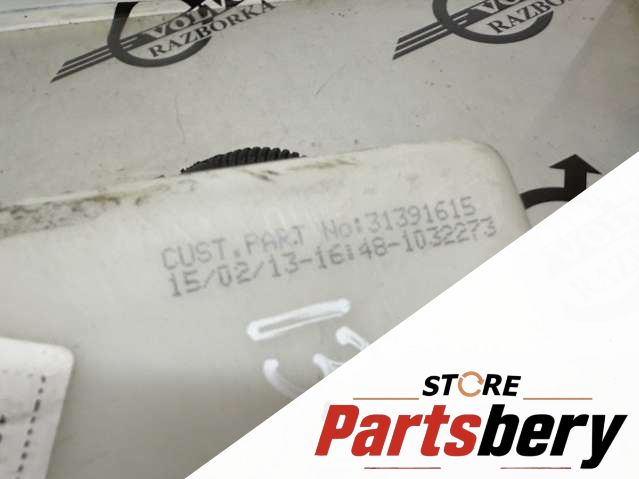 VOLVO
RAZBORKA
VOLVO
RAZBORKA
CUST.PART No:31391615
15/02/13-16:48-1032273
STORE
Partsbery